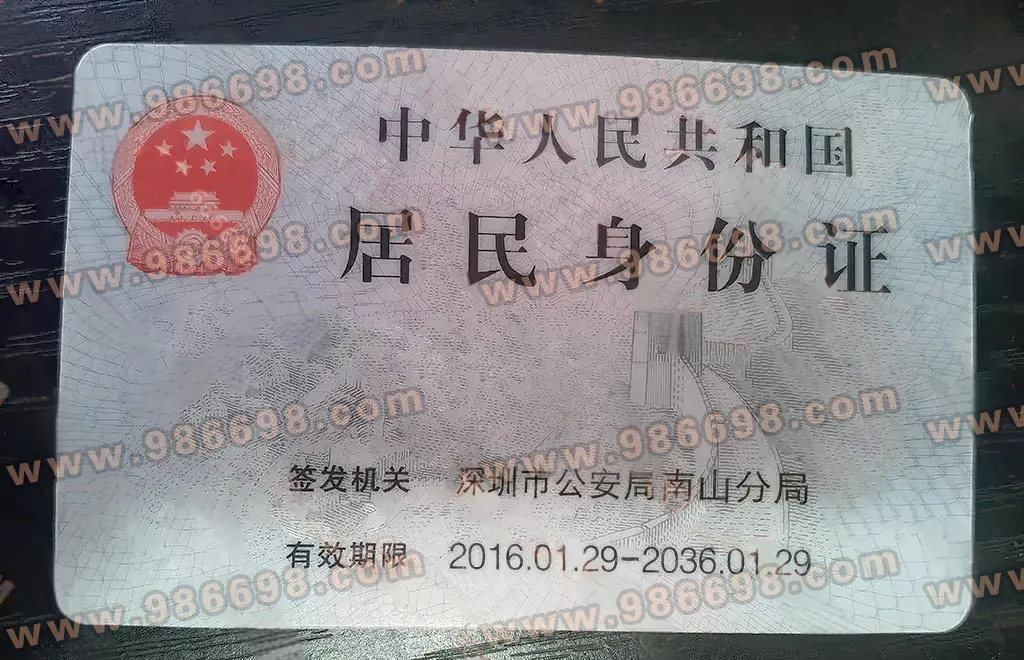 中华人民共和国
居民身份证
签发机关 深圳市公安局南山分局
有效期限 2016.01.29-2036.01.29
www.986698.com